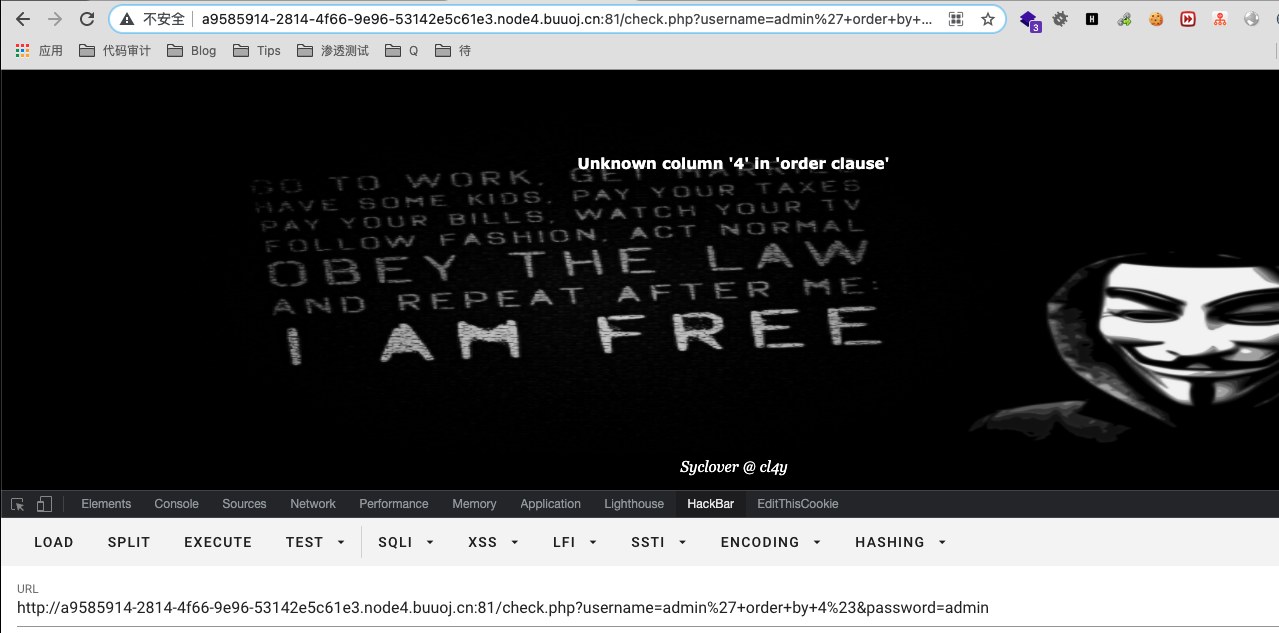 不安全 a9585914-2814-4f66-9e96-53142e5c61e3.node4.buuoj.cn:81/check.php?username=admin%27+order+by+... 3 H
应用 代码审计 Blog Tips 渗透测试 Q 待
Unknown column '4' in 'order clause'
GO TO WORK. GET MARRIED
HAVE SOME KIDS. PAY YOUR TAXES
PAY YOUR BILLS. WATCH YOUR TV
FOLLOW FASHION. ACT NORMAL
OBEY THE LAW
AND REPEAT AFTER ME:
I AM FREE
Syclover @ cl4y
Elements Console Sources Network Performance Memory Application Lighthouse HackBar EditThisCookie
LOAD SPLIT EXECUTE TEST SQLI XSS LFI SSTI ENCODING HASHING
URL
http://a9585914-2814-4f66-9e96-53142e5c61e3.node4.buuoj.cn:81/check.php?username=admin%27+order+by+4%23&password=admin